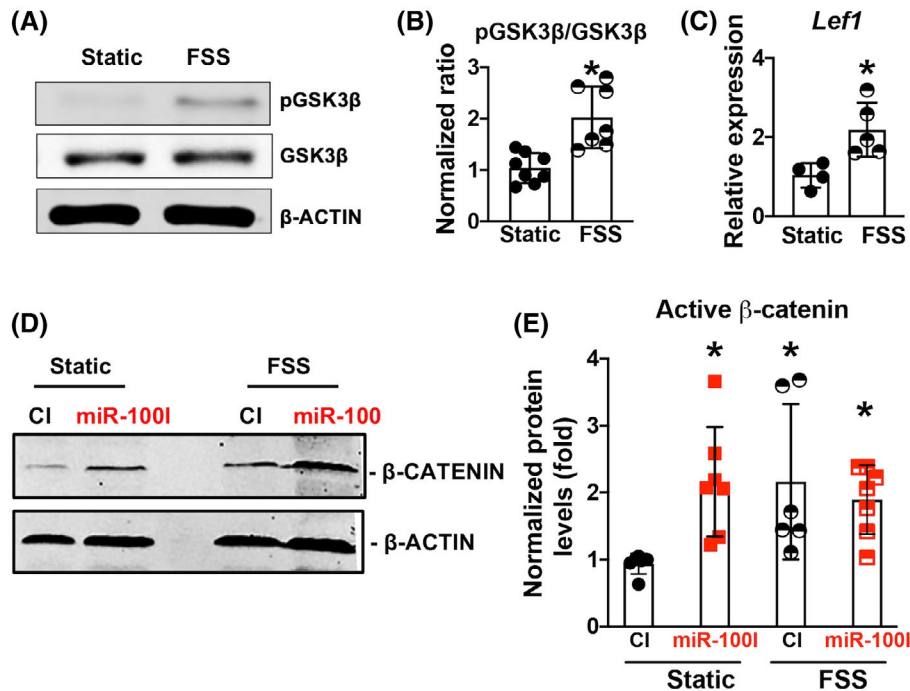 (A)
Static FSS
pGSK3β
GSK3β
β-ACTIN
(B)
pGSK3β/GSK3β
Normalized ratio
3
2
1
0
*
Static FSS
(C)
Lef1
Relative expression
4
2
0
*
Static FSS
(D)
Static FSS
CI miR-100I CI miR-100
- β-CATENIN
- β-ACTIN
(E)
Active β-catenin
Normalized protein
levels (fold)
4
3
2
1
0
* * *
CI miR-100I CI miR-100I
Static FSS